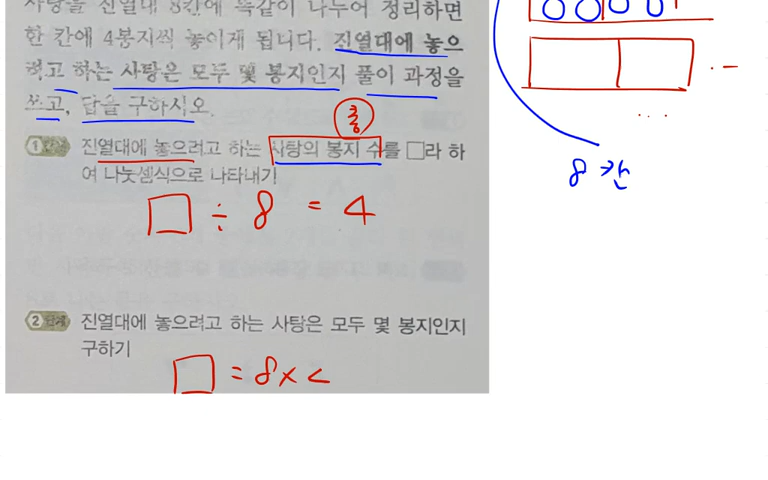 사탕을 진열대 8칸에 똑같이 나누어 정리하면
한 칸에 4봉지씩 놓이게 됩니다. 진열대에 놓으
려고 하는 사탕은 모두 몇 봉지인지 풀이 과정을
쓰고, 답을 구하시오.
총
1단계 진열대에 놓으려고 하는 사탕의 봉지 수를 □라 하
여 나눗셈식으로 나타내기
□ ÷ 8 = 4
2단계 진열대에 놓으려고 하는 사탕은 모두 몇 봉지인지
구하기
□ = 8×
8칸